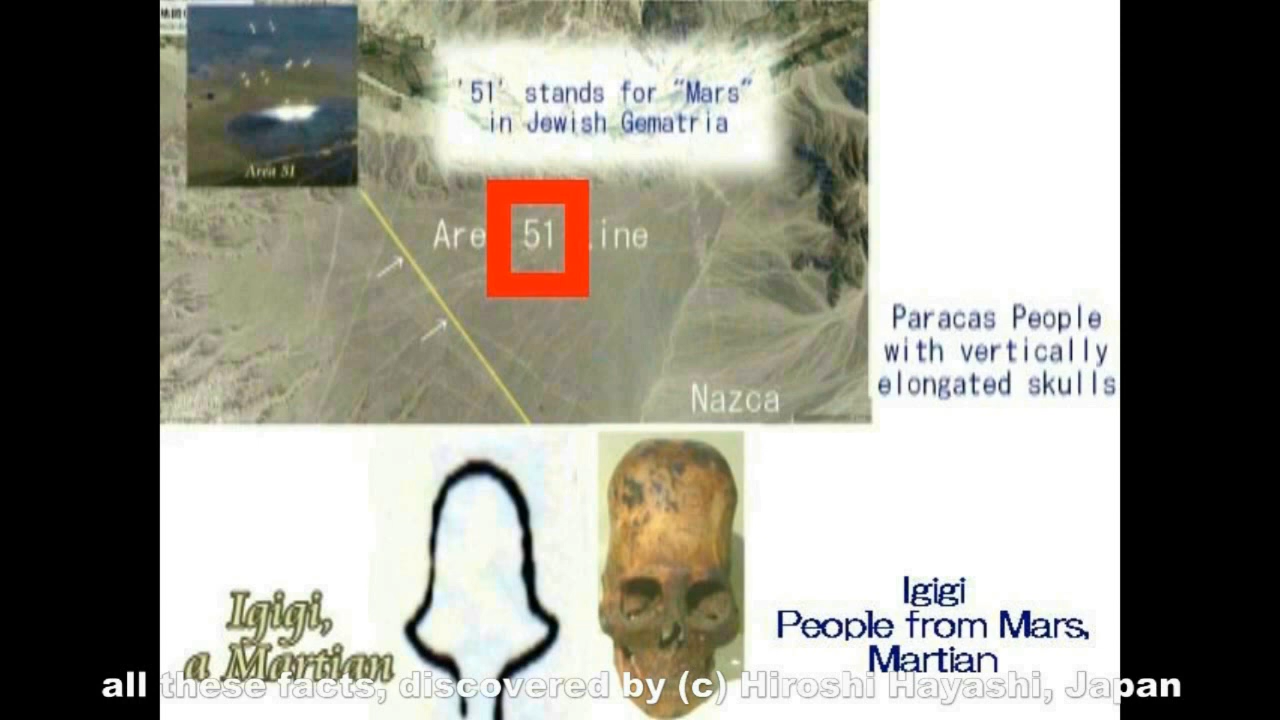 Area 51
'51' stands for "Mars"
in Jewish Gematria
Are 51 ine
Nazca
Paracas People
with vertically
elongated skulls
Igigi,
a Martian
Igigi
People from Mars,
Martian
all these facts, discovered by (c) Hiroshi Hayashi, Japan